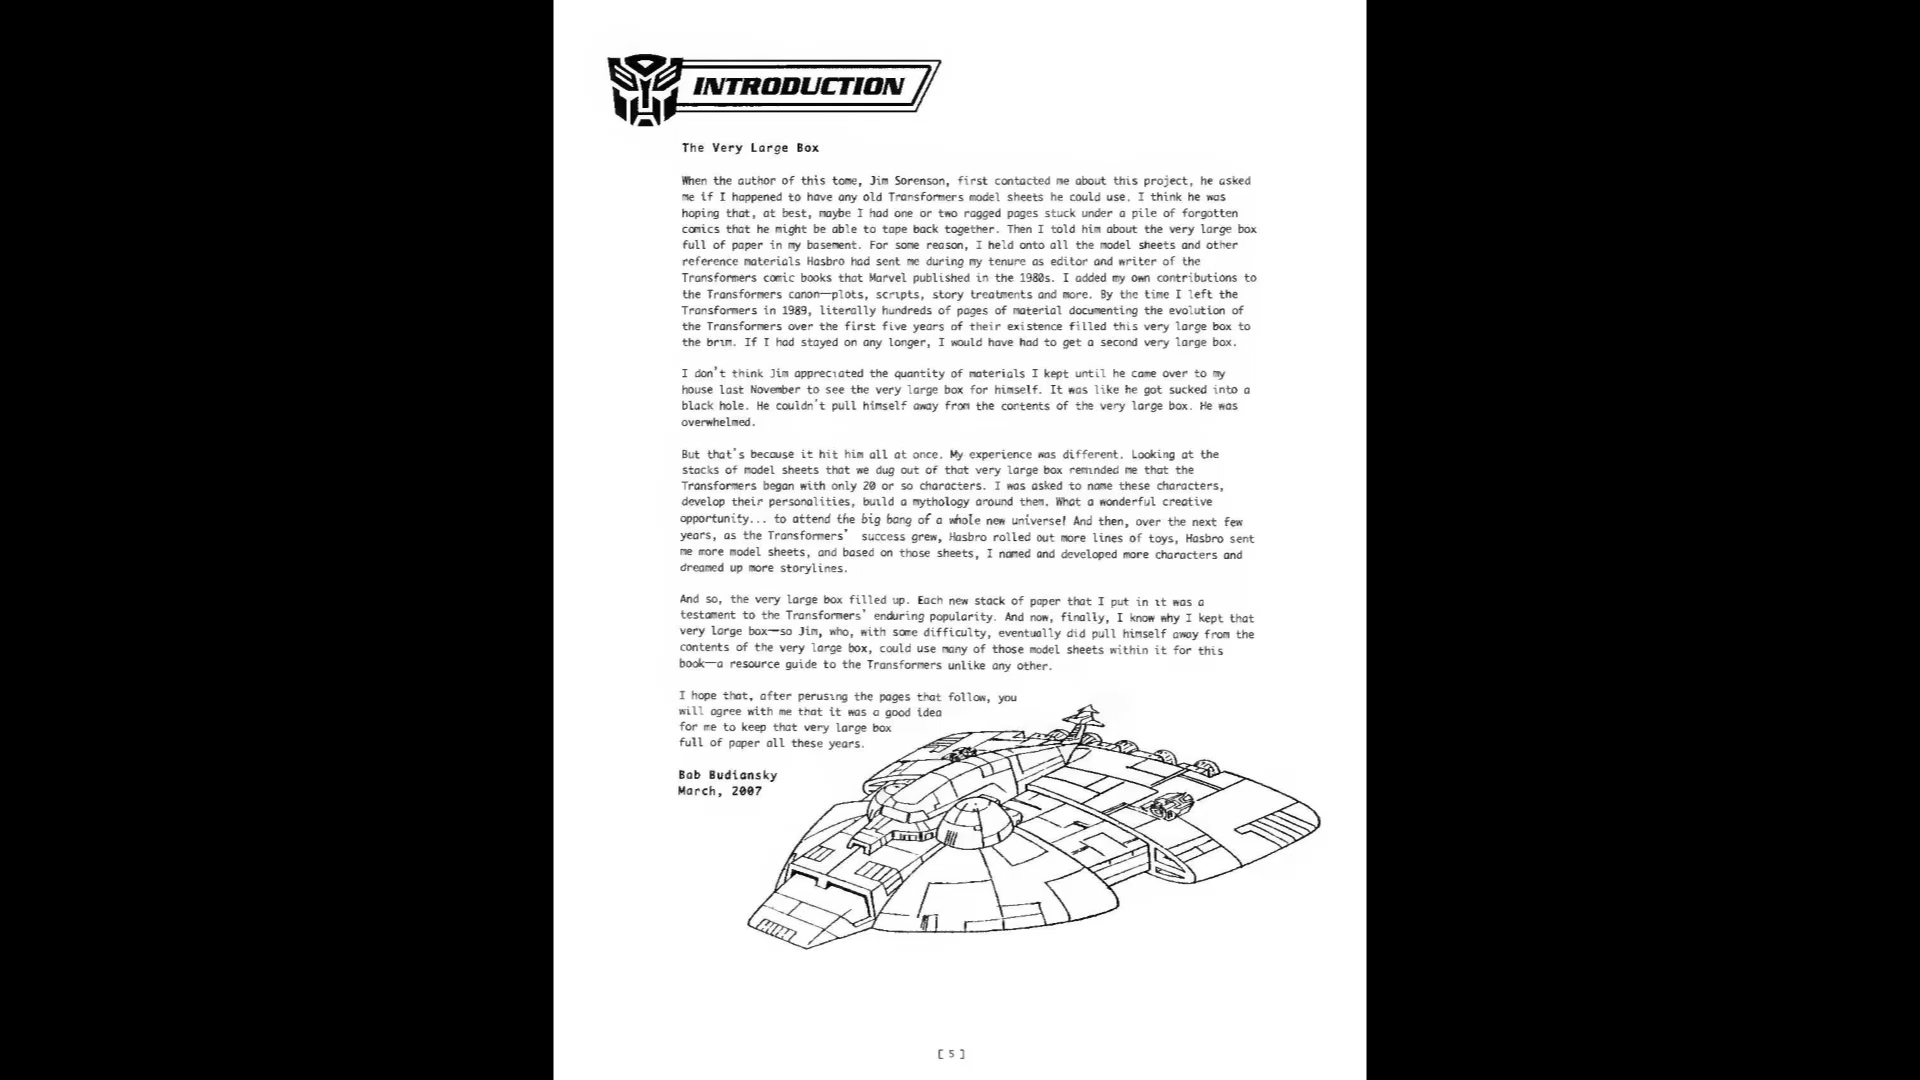 INTRODUCTION
The Very Large Box
When the author of this tome, Jim Sorenson, first contacted me about this project, he asked
me if I happened to have any old Transformers model sheets he could use. I think he was
hoping that, at best, maybe I had one or two ragged pages stuck under a pile of forgotten
comics that he might be able to tape back together. Then I told him about the very large box
full of paper in my basement. For some reason, I held onto all the model sheets and other
reference materials Hasbro had sent me during my tenure as editor and writer of the
Transformers comic books that Marvel published in the 1980s. I added my own contributions to
the Transformers canon—plots, scripts, story treatments and more. By the time I left the
Transformers in 1989, literally hundreds of pages of material documenting the evolution of
the Transformers over the first five years of their existence filled this very large box to
the brim. If I had stayed on any longer, I would have had to get a second very large box.
I don't think Jim appreciated the quantity of materials I kept until he came over to my
house last November to see the very large box for himself. It was like he got sucked into a
black hole. He couldn't pull himself away from the contents of the very large box. He was
overwhelmed.
But that's because it hit him all at once. My experience was different. Looking at the
stacks of model sheets that we dug out of that very large box reminded me that the
Transformers began with only 20 or so characters. I was asked to name these characters,
develop their personalities, build a mythology around them. What a wonderful creative
opportunity... to attend the big bang of a whole new universe! And then, over the next few
years, as the Transformers' success grew, Hasbro rolled out more lines of toys, Hasbro sent
me more model sheets, and based on those sheets, I named and developed more characters and
dreamed up more storylines.
And so, the very large box filled up. Each new stack of paper that I put in it was a
testament to the Transformers' enduring popularity. And now, finally, I know why I kept that
very large box—so Jim, who, with some difficulty, eventually did pull himself away from the
contents of the very large box, could use many of those model sheets within it for this
book—a resource guide to the Transformers unlike any other.
I hope that, after perusing the pages that follow, you
will agree with me that it was a good idea
for me to keep that very large box
full of paper all these years.
Bob Budiansky
March, 2007
[ 5 ]